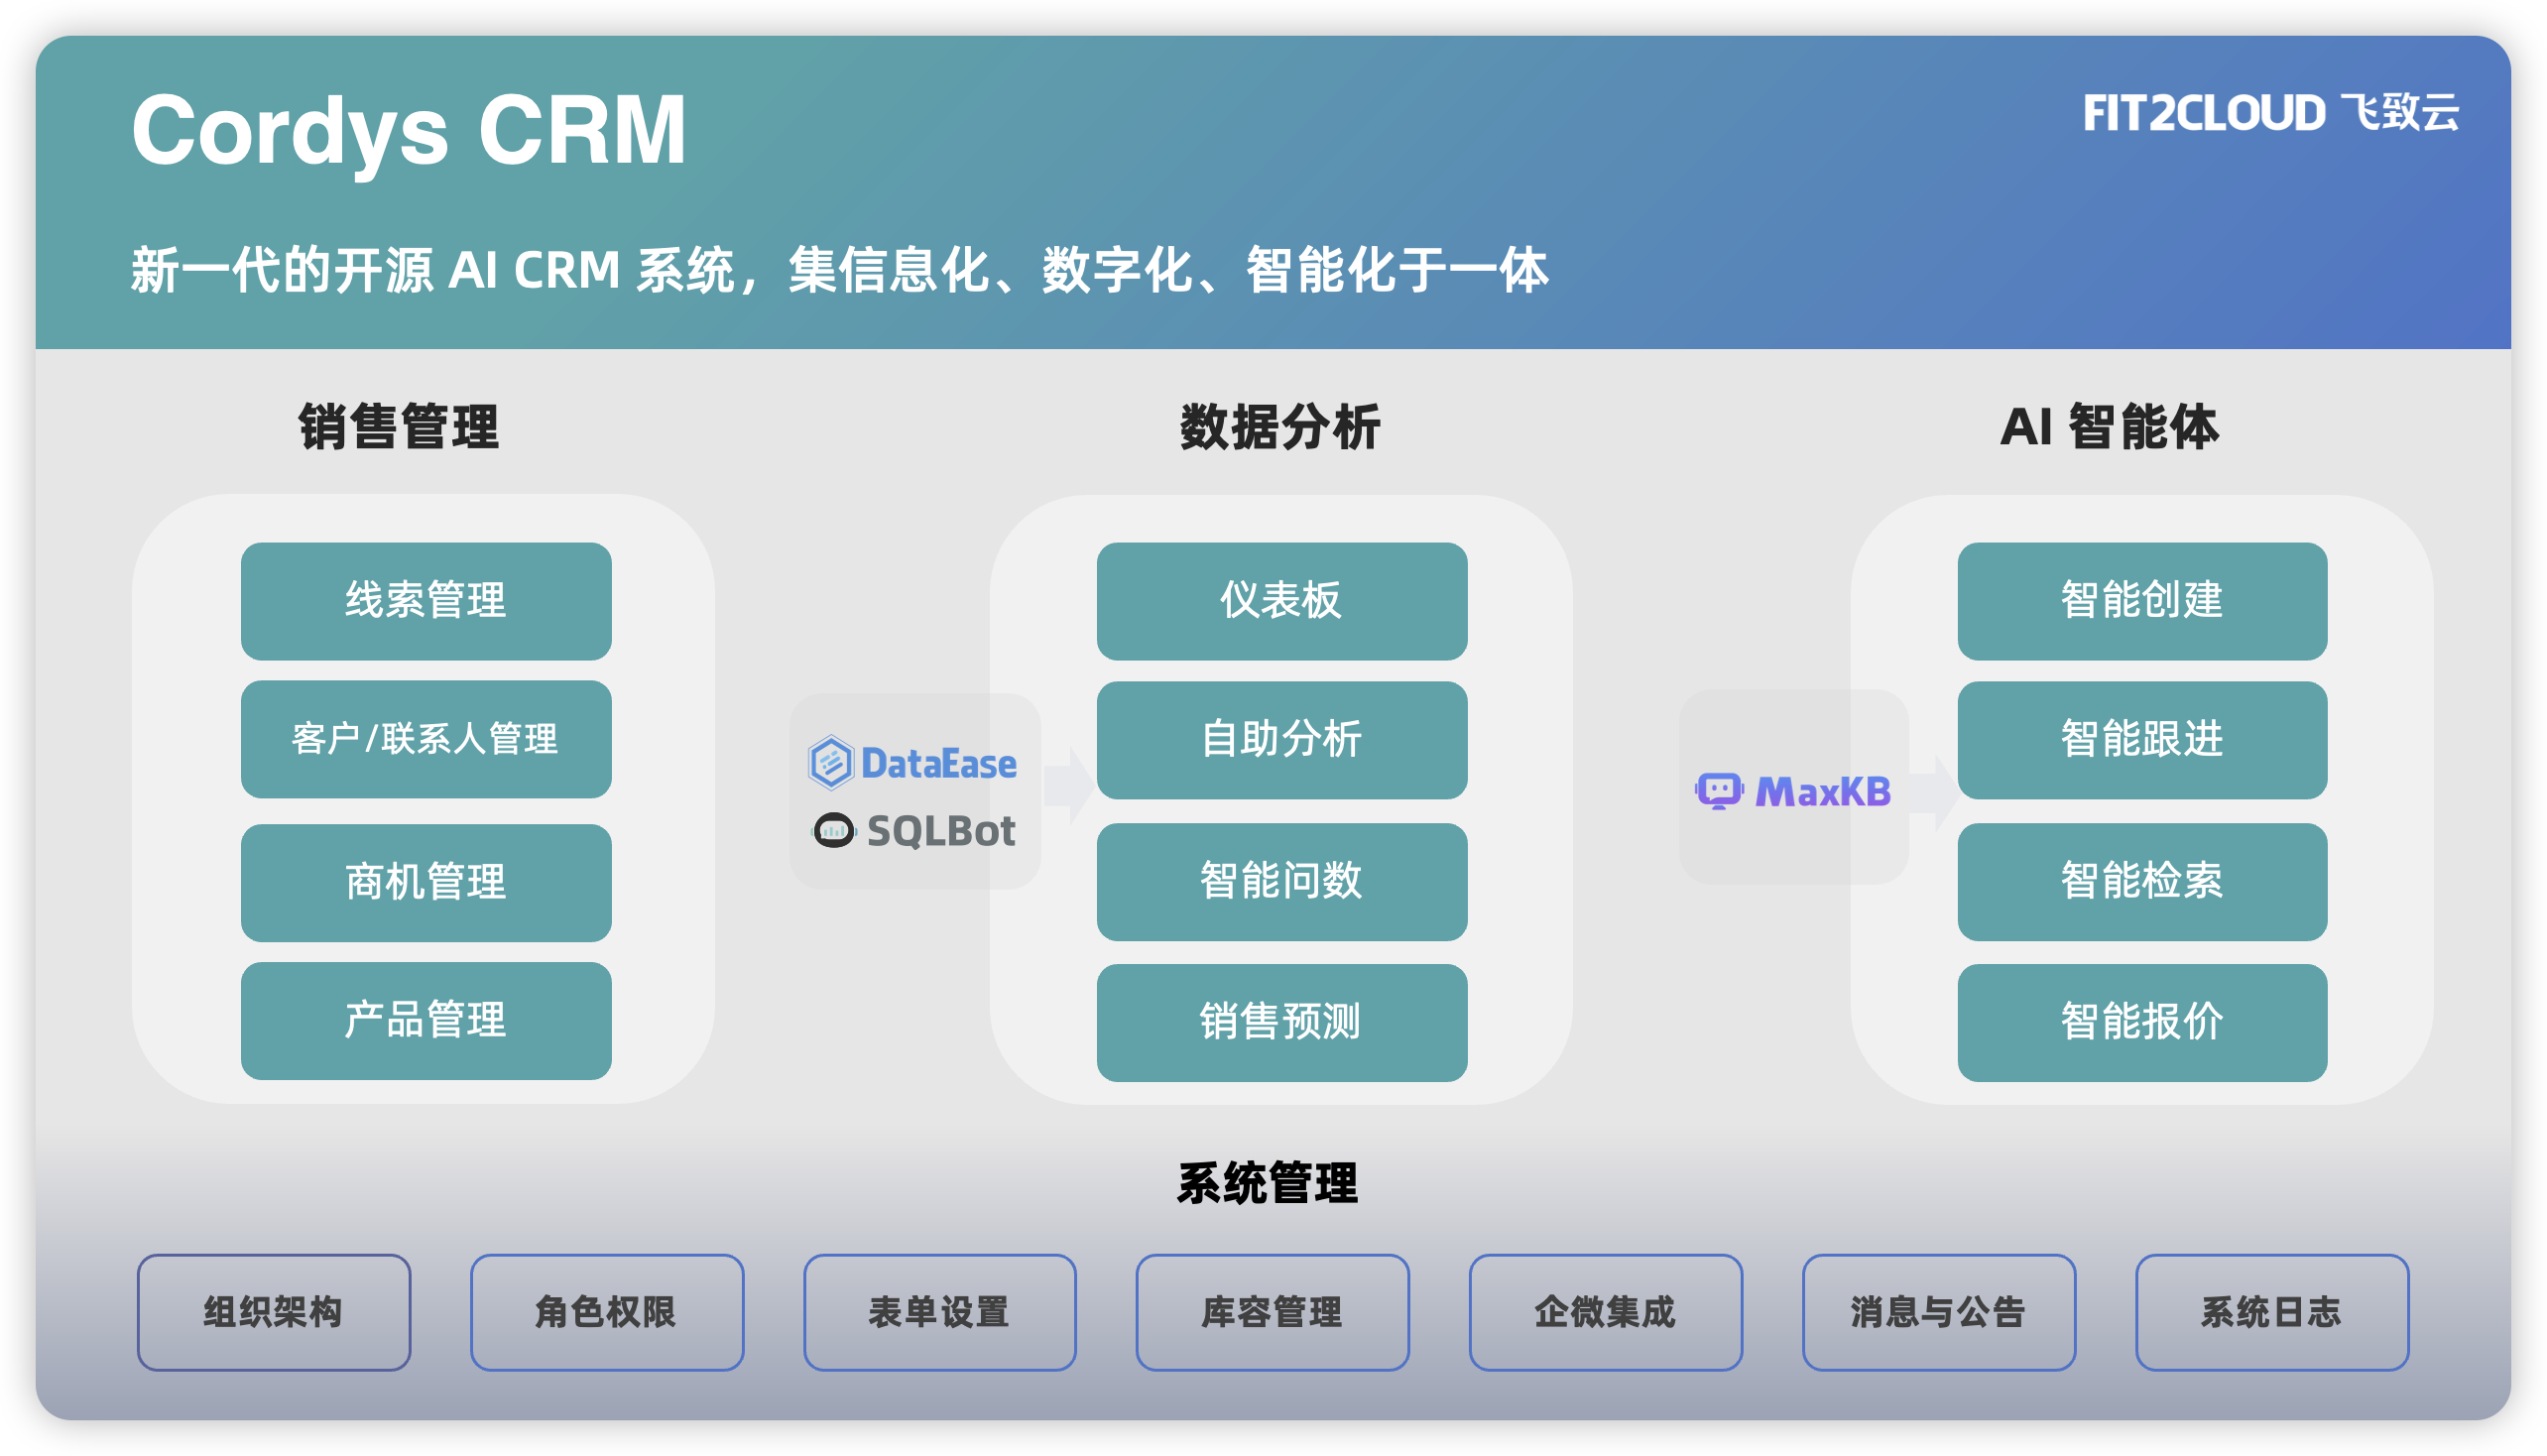 Cordys CRM
FIT2CLOUD 飞致云
新一代的开源 AI CRM 系统，集信息化、数字化、智能化于一体
销售管理
线索管理
客户/联系人管理
商机管理
产品管理
DataEase
SQLBot
数据分析
仪表板
自助分析
智能问数
销售预测
MaxKB
AI 智能体
智能创建
智能跟进
智能检索
智能报价
系统管理
组织架构
角色权限
表单设置
库容管理
企微集成
消息与公告
系统日志